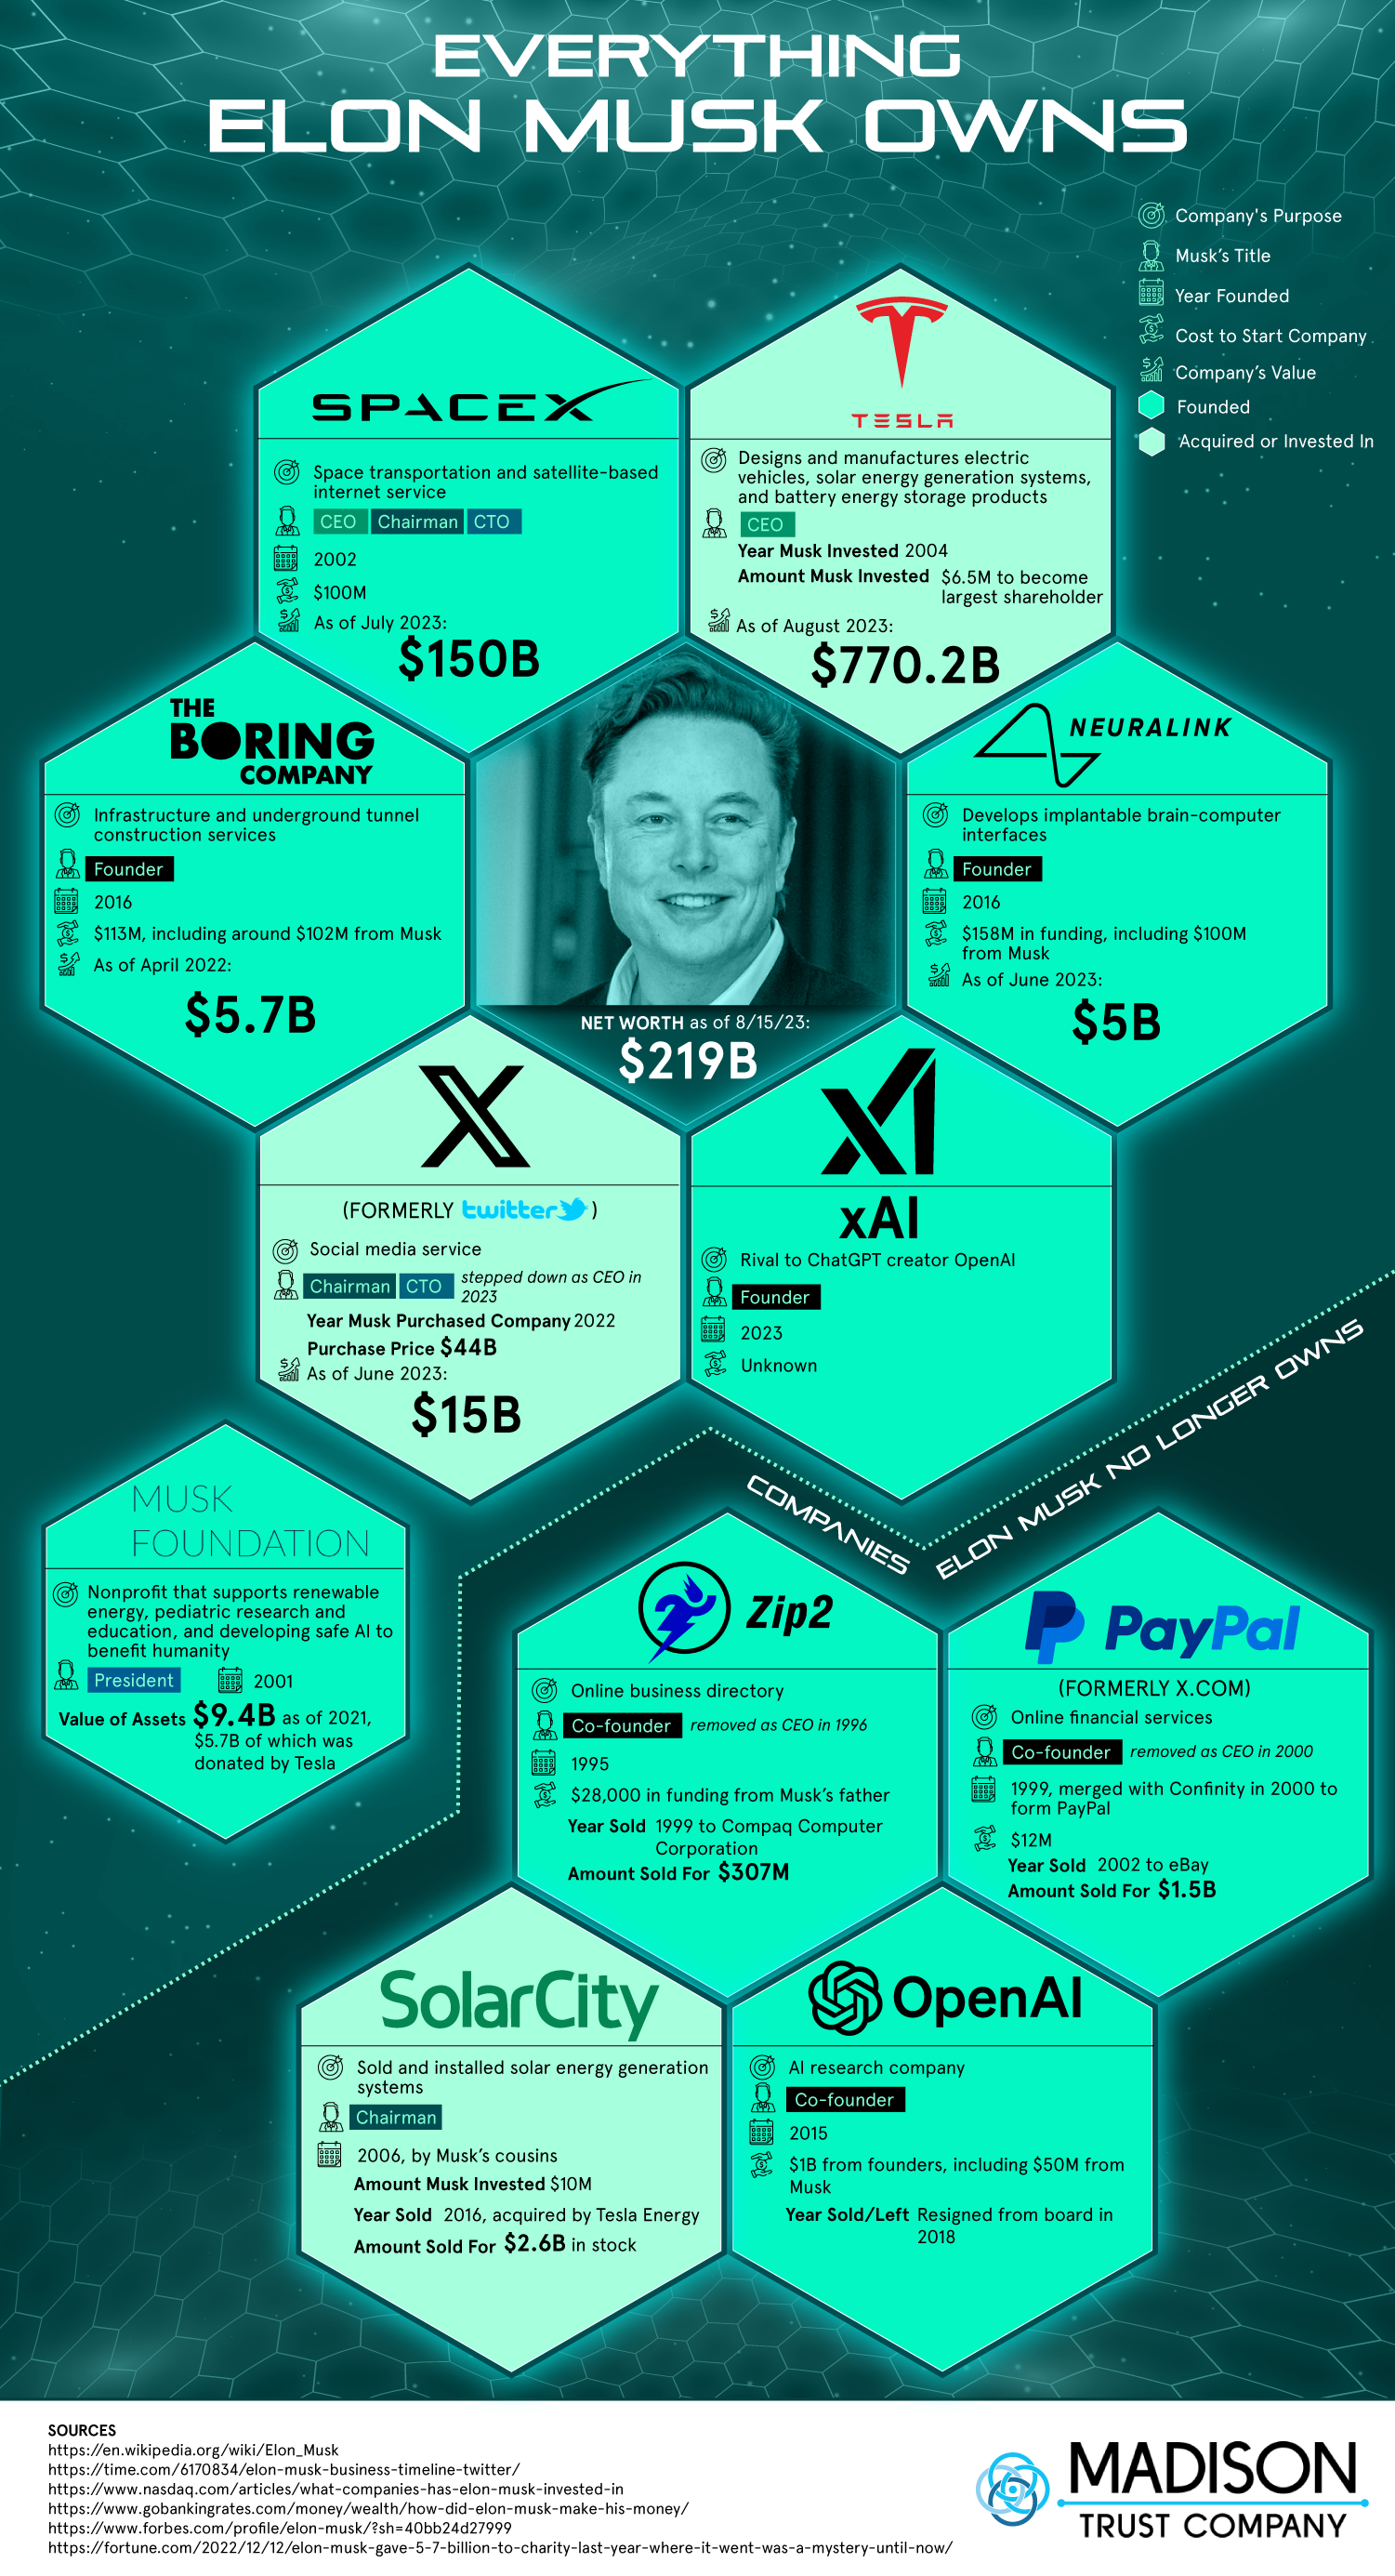 EVERYTHING
ELON MUSK OWNS
Company's Purpose
Musk's Title
Year Founded
Cost to Start Company
Company's Value
Founded
Acquired or Invested In
SPACEX
Space transportation and satellite-based
internet service
CEO Chairman CTO
2002
$100M
As of July 2023:
$150B
TESLA
Designs and manufactures electric
vehicles, solar energy generation systems,
and battery energy storage products
CEO
Year Musk Invested 2004
Amount Musk Invested $6.5M to become
largest shareholder
As of August 2023:
$770.2B
THE
BORING
COMPANY
Infrastructure and underground tunnel
construction services
Founder
2016
$113M, including around $102M from Musk
As of April 2022:
$5.7B
NET WORTH as of 8/15/23:
$219B
NEURALINK
Develops implantable brain-computer
interfaces
Founder
2016
$158M in funding, including $100M
from Musk
As of June 2023:
$5B
X
(FORMERLY twitter)
Social media service
Chairman CTO stepped down as CEO in
2023
Year Musk Purchased Company 2022
Purchase Price $44B
As of June 2023:
$15B
xAI
Rival to ChatGPT creator OpenAI
Founder
2023
Unknown
MUSK
FOUNDATION
Nonprofit that supports renewable
energy, pediatric research and
education, and developing safe AI to
benefit humanity
President 2001
Value of Assets $9.4B as of 2021,
$5.7B of which was
donated by Tesla
COMPANIES ELON MUSK NO LONGER OWNS
Zip2
Online business directory
Co-founder removed as CEO in 1996
1995
$28,000 in funding from Musk's father
Year Sold 1999 to Compaq Computer
Corporation
Amount Sold For $307M
PayPal
(FORMERLY X.COM)
Online financial services
Co-founder removed as CEO in 2000
1999, merged with Confinity in 2000 to
form PayPal
$12M
Year Sold 2002 to eBay
Amount Sold For $1.5B
SolarCity
Sold and installed solar energy generation
systems
Chairman
2006, by Musk's cousins
Amount Musk Invested $10M
Year Sold 2016, acquired by Tesla Energy
Amount Sold For $2.6B in stock
OpenAI
AI research company
Co-founder
2015
$1B from founders, including $50M from
Musk
Year Sold/Left Resigned from board in
2018
SOURCES
https://en.wikipedia.org/wiki/Elon_Musk
https://time.com/6170834/elon-musk-business-timeline-twitter/
https://www.nasdaq.com/articles/what-companies-has-elon-musk-invested-in
https://www.gobankingrates.com/money/wealth/how-did-elon-musk-make-his-money/
https://www.forbes.com/profile/elon-musk/?sh=40bb24d27999
https://fortune.com/2022/12/12/elon-musk-gave-5-7-billion-to-charity-last-year-where-it-went-was-a-mystery-until-now/
MADISON
TRUST COMPANY